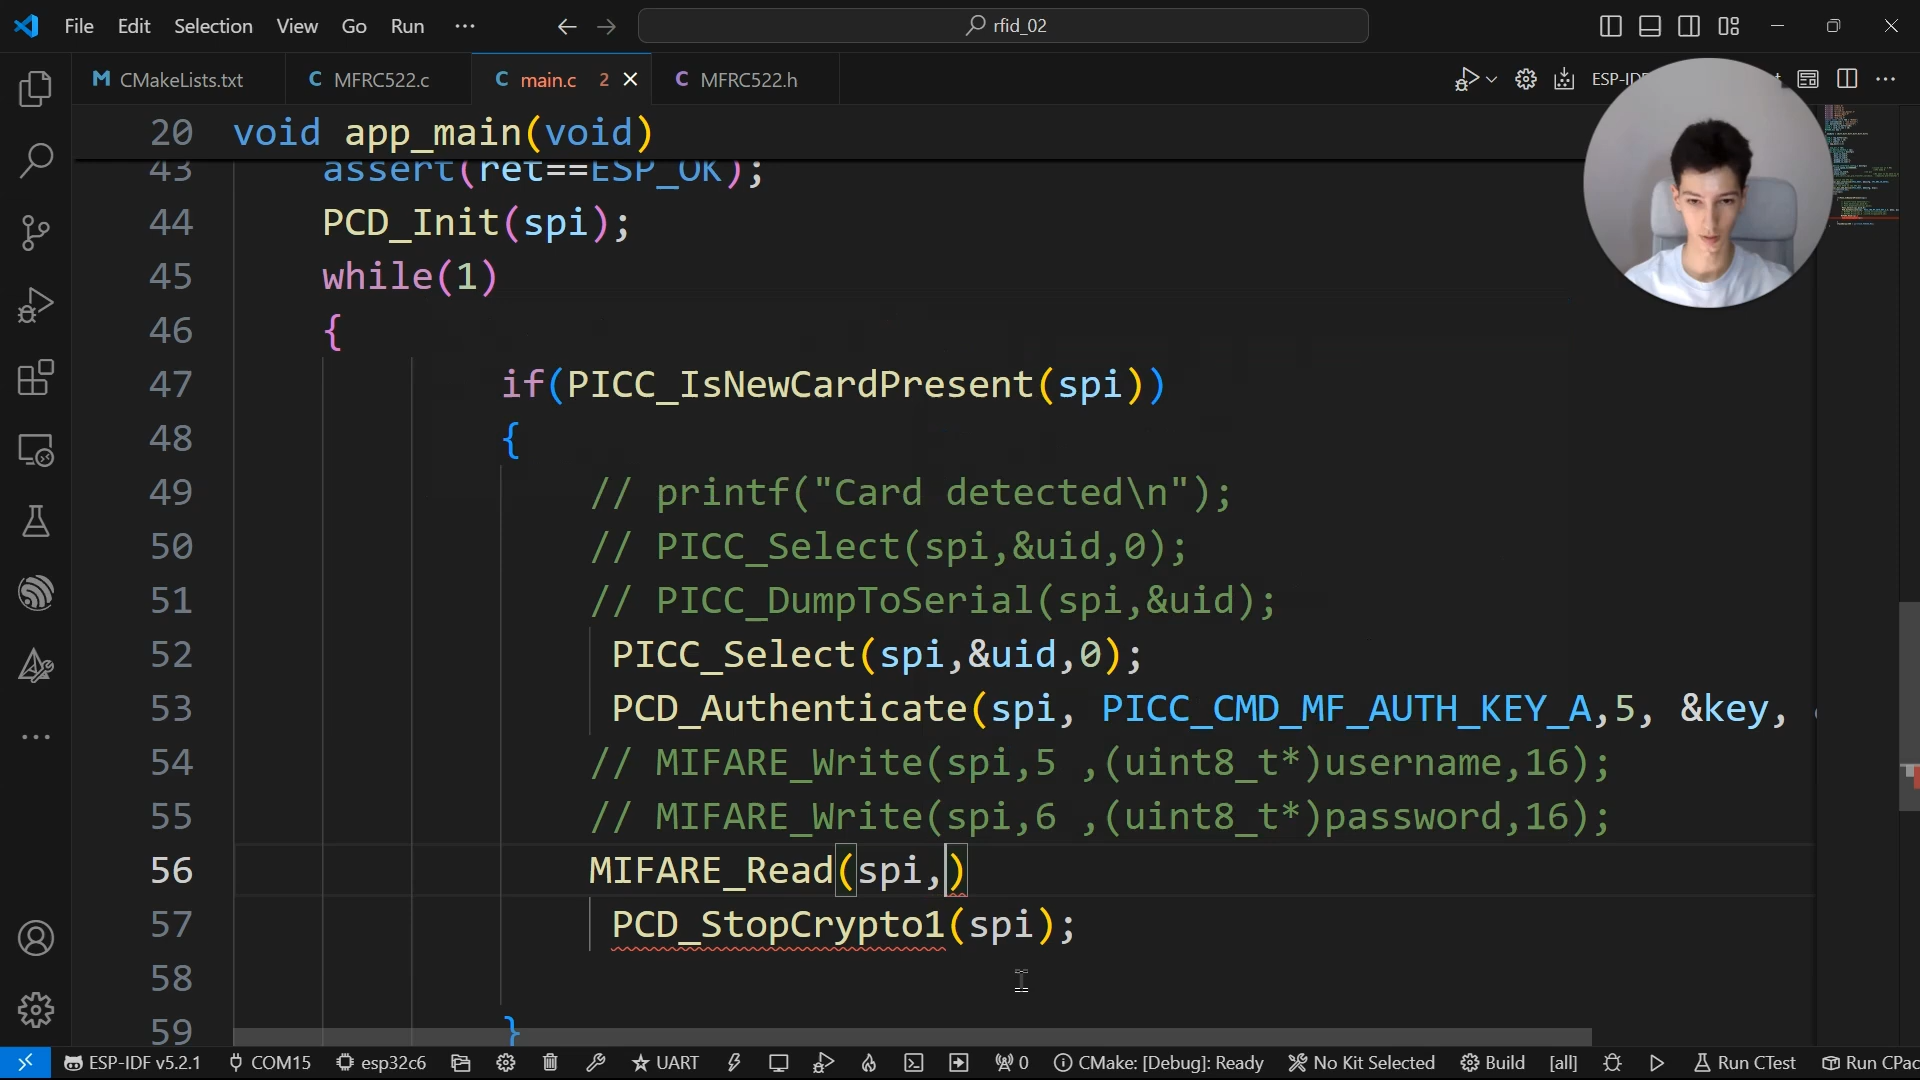 File Edit Selection View Go Run ··· rfid_02
CMakeLists.txt MFRC522.c main.c 2 MFRC522.h
20 void app_main(void)
43 assert(ret==ESP_OK);
44 PCD_Init(spi);
45 while(1)
46 {
47 if(PICC_IsNewCardPresent(spi))
48 {
49 // printf("Card detected\n");
50 // PICC_Select(spi,&uid,0);
51 // PICC_DumpToSerial(spi,&uid);
52 PICC_Select(spi,&uid,0);
53 PCD_Authenticate(spi, PICC_CMD_MF_AUTH_KEY_A,5, &key,
54 // MIFARE_Write(spi,5 ,(uint8_t*)username,16);
55 // MIFARE_Write(spi,6 ,(uint8_t*)password,16);
56 MIFARE_Read(spi,)
57 PCD_StopCrypto1(spi);
58
59 }
ESP-IDF v5.2.1 COM15 esp32c6 UART 0 CMake: [Debug]: Ready No Kit Selected Build [all] Run CTest Run CPac